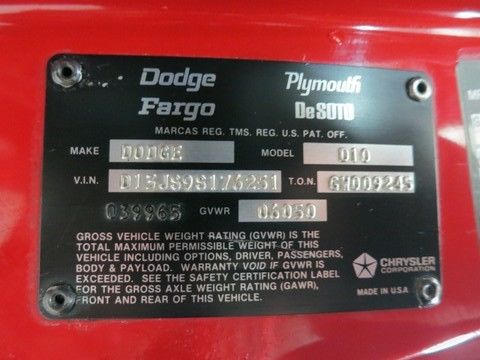 Dodge Plymouth
Fargo DeSOTO
MARCAS REG. TMS. REG. U.S. PAT. OFF.
MAKE DODGE MODEL D10
V.I.N. D13JS9S176251 T.O.N. GW009245
039965 GVWR 06050
GROSS VEHICLE WEIGHT RATING (GVWR) IS THE
TOTAL MAXIMUM PERMISSIBLE WEIGHT OF THIS
VEHICLE INCLUDING OPTIONS, DRIVER, PASSENGERS,
BODY & PAYLOAD. WARRANTY VOID IF GVWR IS
EXCEEDED. SEE THE SAFETY CERTIFICATION LABEL
FOR THE GROSS AXLE WEIGHT RATING (GAWR),
FRONT AND REAR OF THIS VEHICLE.
CHRYSLER
CORPORATION
MADE IN U.S.A